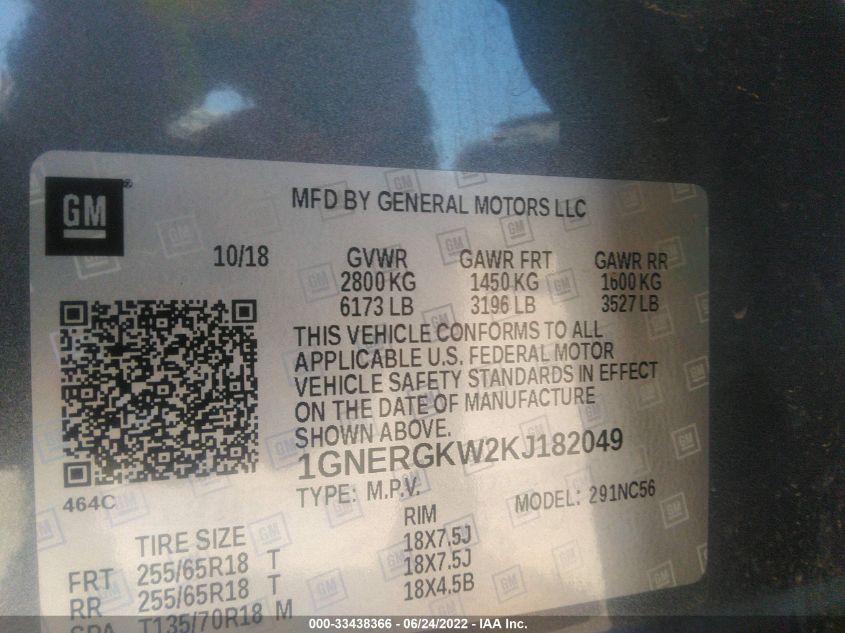 GM ®
MFD BY GENERAL MOTORS LLC
10/18 GVWR GAWR FRT GAWR RR
2800 KG 1450 KG 1600 KG
6173 LB 3196 LB 3527 LB
THIS VEHICLE CONFORMS TO ALL
APPLICABLE U.S. FEDERAL MOTOR
VEHICLE SAFETY STANDARDS IN EFFECT
ON THE DATE OF MANUFACTURE
SHOWN ABOVE.
1GNERGKW2KJ182049
464C
TYPE: M.P.V. MODEL: 291NC56
TIRE SIZE RIM
FRT 255/65R18 T 18X7.5J
RR 255/65R18 T 18X7.5J
SPA T135/70R18 M 18X4.5B
000-33438366 - 06/24/2022 - IAA Inc.